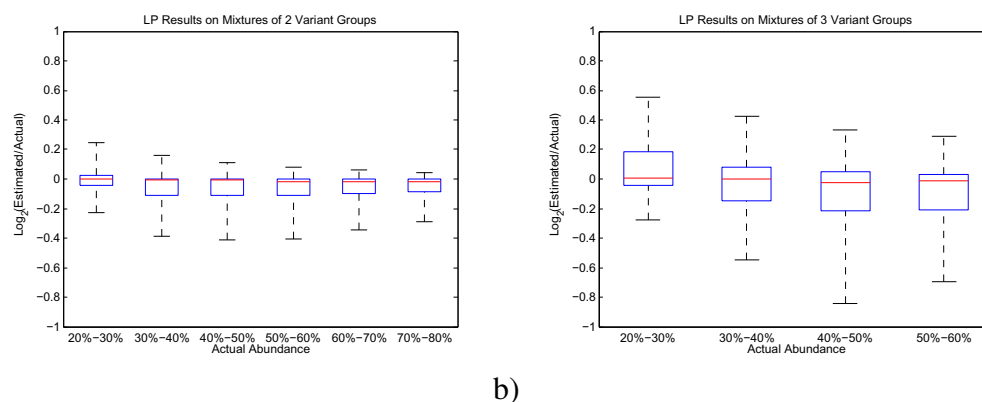 LP Results on Mixtures of 2 Variant Groups
1
0.8
0.6
0.4
0.2
0
−0.2
−0.4
−0.6
−0.8
−1
Log2(Estimated/Actual)
20%−30% 30%−40% 40%−50% 50%−60% 60%−70% 70%−80%
Actual Abundance
LP Results on Mixtures of 3 Variant Groups
1
0.8
0.6
0.4
0.2
0
−0.2
−0.4
−0.6
−0.8
−1
Log2(Estimated/Actual)
20%−30% 30%−40% 40%−50% 50%−60%
Actual Abundance
b)